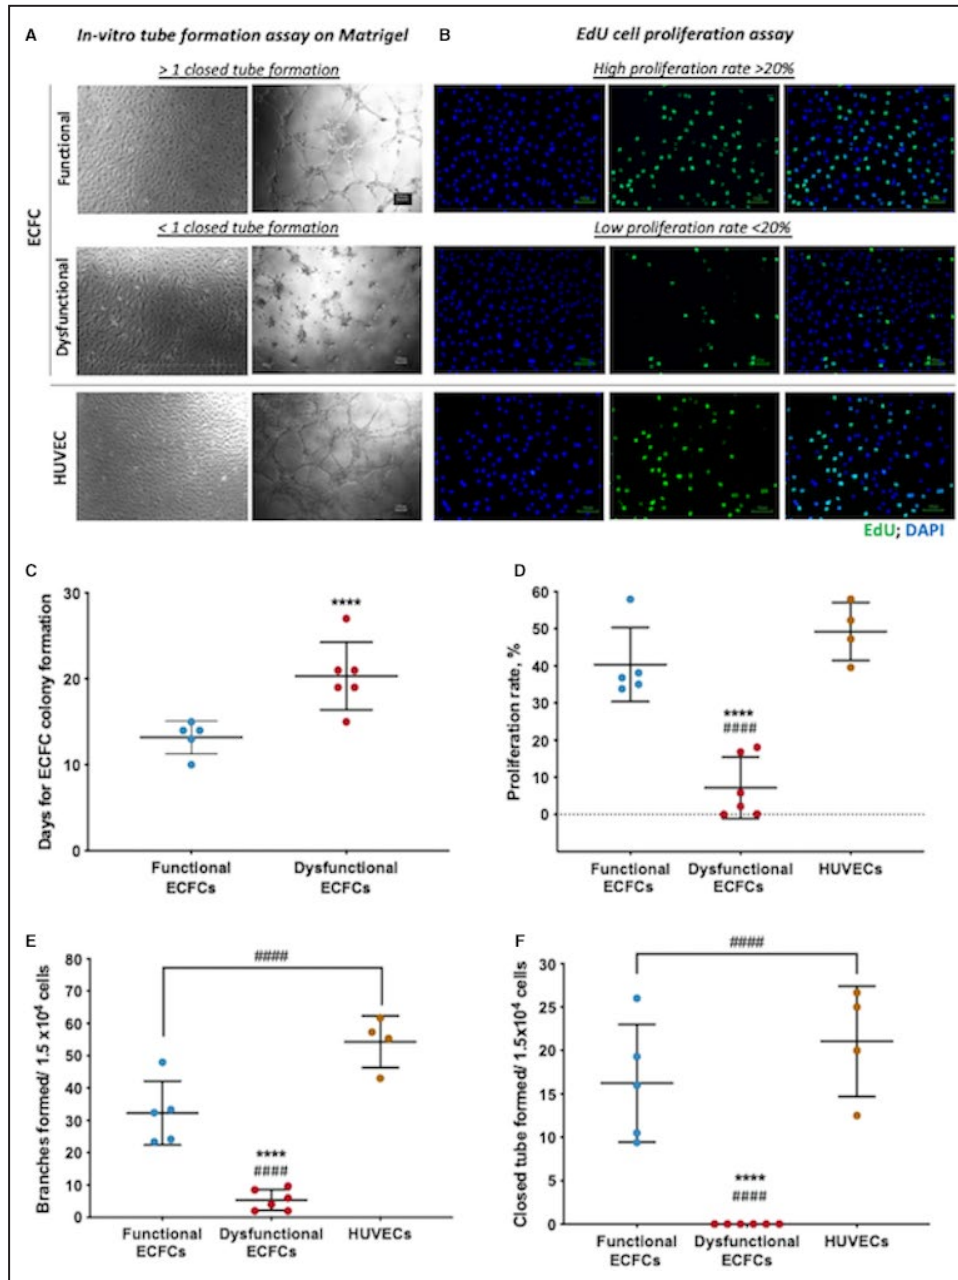 A In-vitro tube formation assay on Matrigel
B EdU cell proliferation assay
> 1 closed tube formation
High proliferation rate >20%
ECFC
Functional
< 1 closed tube formation
Low proliferation rate <20%
Dysfunctional
HUVEC
EdU; DAPI
C
Days for ECFC colony formation
30
20
10
0
****
Functional
ECFCs
Dysfunctional
ECFCs
D
Proliferation rate, %
60
50
40
30
20
10
0
****
####
Functional
ECFCs
Dysfunctional
ECFCs
HUVECs
E
Branches formed/ 1.5 x10⁴ cells
80
70
60
50
40
30
20
10
0
####
****
####
Functional
ECFCs
Dysfunctional
ECFCs
HUVECs
F
Closed tube formed/ 1.5x10⁴ cells
30
25
20
15
10
5
0
####
****
####
Functional
ECFCs
Dysfunctional
ECFCs
HUVECs